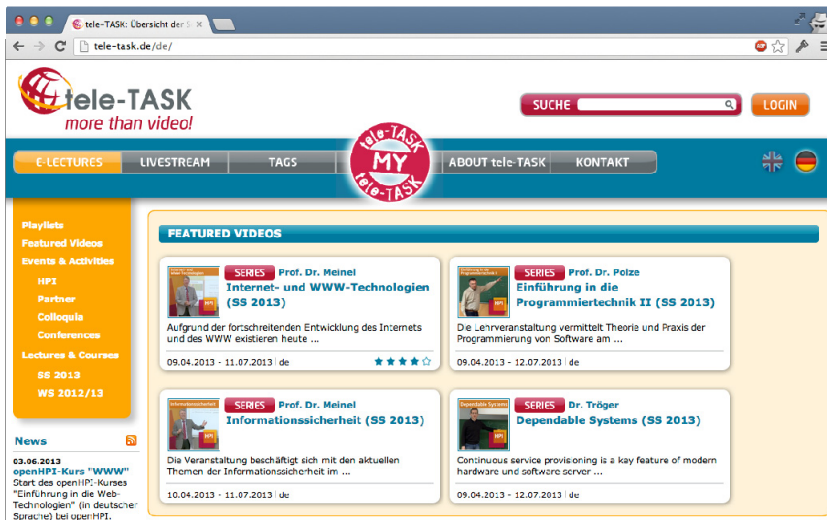 tele-TASK: Übersicht der S
tele-task.de/de/
ABP
tele-TASK
more than video!
SUCHE
LOGIN
E-LECTURES
LIVESTREAM
TAGS
tele-TASK
MY
tele-TASK
ABOUT tele-TASK
KONTAKT
Playlists
Featured Videos
Events & Activities
HPI
Partner
Colloquia
Conferences
Lectures & Courses
SS 2013
WS 2012/13
News
03.06.2013
openHPI-Kurs "WWW"
Start des openHPI-Kurses
"Einführung in die Web-
Technologien" (in deutscher
Sprache) bei openHPI.
FEATURED VIDEOS
SERIES Prof. Dr. Meinel
Internet- und WWW-Technologien
(SS 2013)
Aufgrund der fortschreitenden Entwicklung des Internets
und des WWW existieren heute ...
09.04.2013 - 11.07.2013 | de
SERIES Prof. Dr. Polze
Einführung in die
Programmiertechnik II (SS 2013)
Die Lehrveranstaltung vermittelt Theorie und Praxis der
Programmierung von Software am ...
09.04.2013 - 12.07.2013 | de
Informationssicherheit
HPI
SERIES Prof. Dr. Meinel
Informationssicherheit (SS 2013)
Die Veranstaltung beschäftigt sich mit den aktuellen
Themen der Informationssicherheit im ...
10.04.2013 - 11.07.2013 | de
Dependable Systems
HPI
SERIES Dr. Tröger
Dependable Systems (SS 2013)
Continuous service provisioning is a key feature of modern
hardware und software server ...
09.04.2013 - 12.07.2013 | de